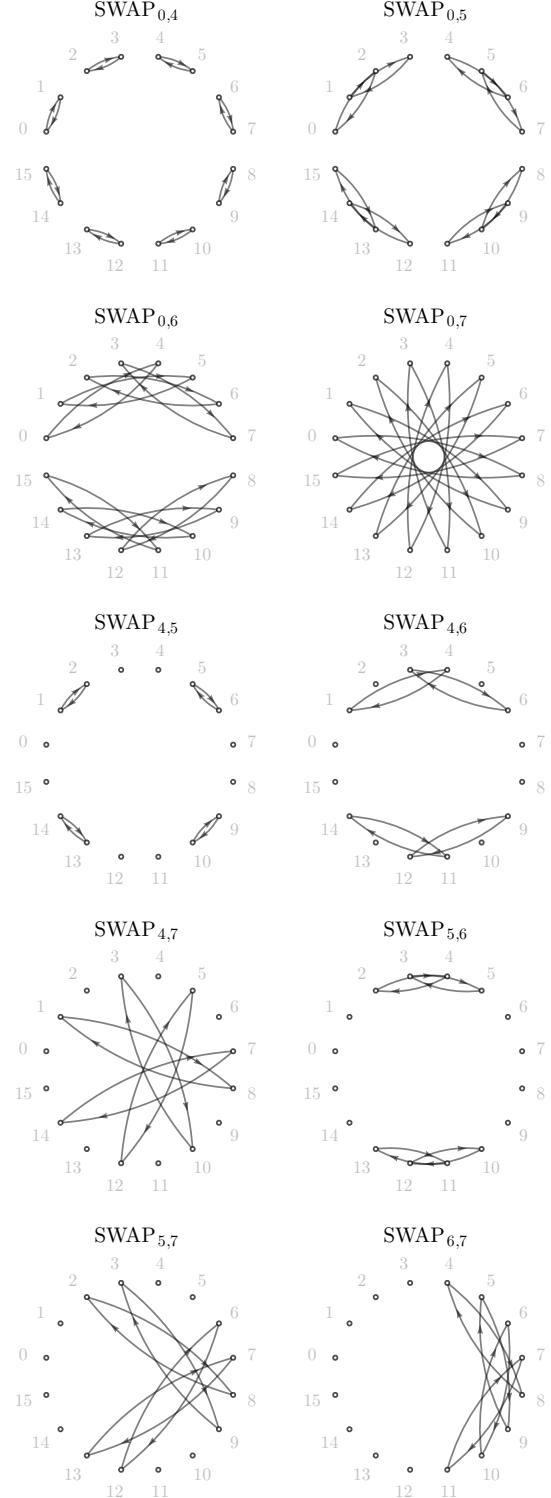 SWAP0,4 SWAP0,5
3 4 3 4
2 5 2 5
1 6 1 6
0 7 0 7
15 8 15 8
14 9 14 9
13 10 13 10
12 11 12 11
SWAP0,6 SWAP0,7
3 4 3 4
2 5 2 5
1 6 1 6
0 7 0 7
15 8 15 8
14 9 14 9
13 10 13 10
12 11 12 11
SWAP4,5 SWAP4,6
3 4 3 4
2 5 2 5
1 6 1 6
0 7 0 7
15 8 15 8
14 9 14 9
13 10 13 10
12 11 12 11
SWAP4,7 SWAP5,6
3 4 3 4
2 5 2 5
1 6 1 6
0 7 0 7
15 8 15 8
14 9 14 9
13 10 13 10
12 11 12 11
SWAP5,7 SWAP6,7
3 4 3 4
2 5 2 5
1 6 1 6
0 7 0 7
15 8 15 8
14 9 14 9
13 10 13 10
12 11 12 11